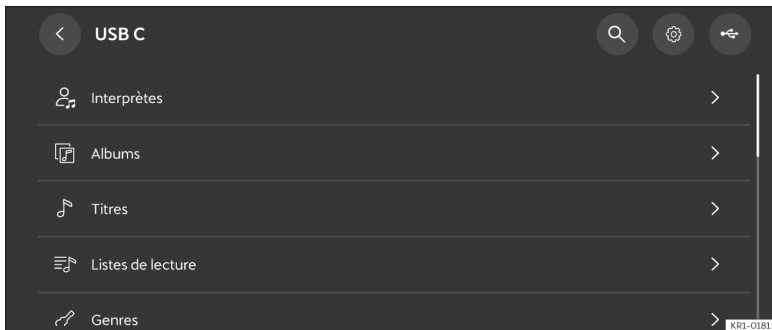 USB C
Interprètes
Albums
Titres
Listes de lecture
Genres
KR1-0181